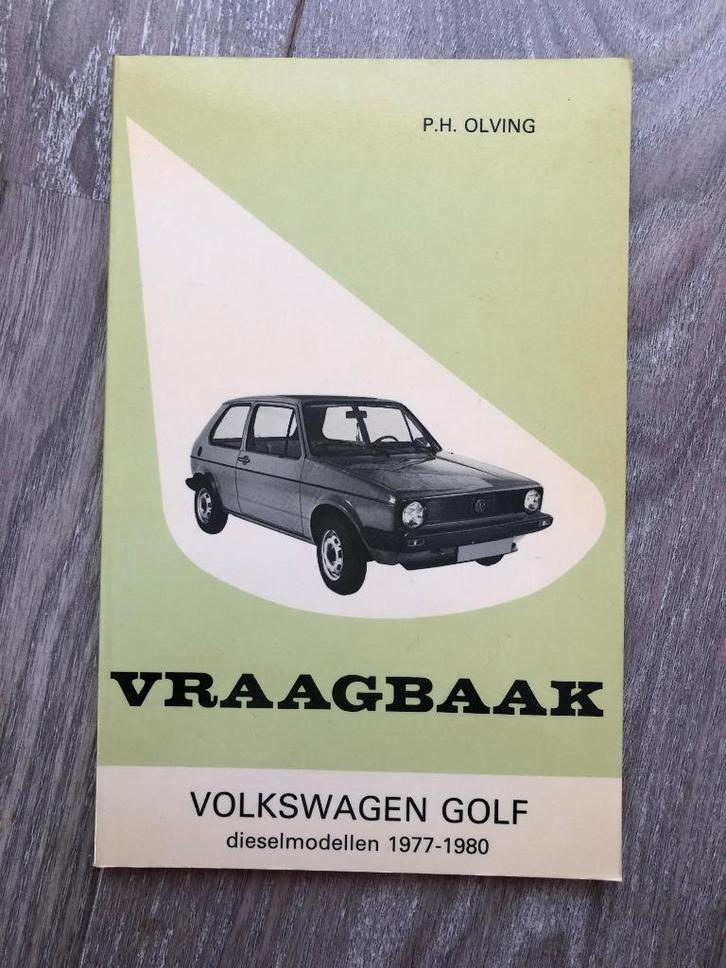 P.H. OLVING
VRAAGBAAK
VOLKSWAGEN GOLF
dieselmodellen 1977-1980